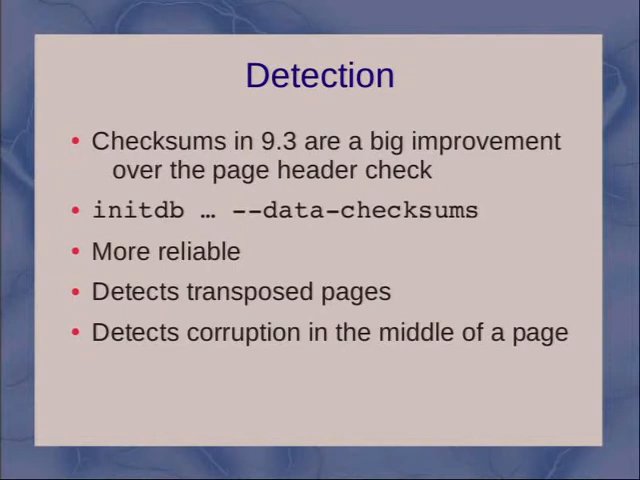 Detection
• Checksums in 9.3 are a big improvement
over the page header check
• initdb … --data-checksums
• More reliable
• Detects transposed pages
• Detects corruption in the middle of a page